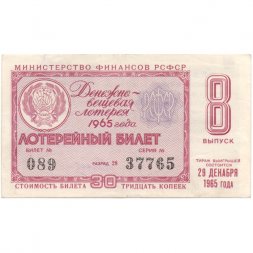 МИНИСТЕРСТВО ФИНАНСОВ РСФСР
Денежно-
вещевая
лотерея
1965 года
8
ВЫПУСК
ЛОТЕРЕЙНЫЙ БИЛЕТ
БИЛЕТ № СЕРИЯ №
089 РАЗРЯД 28 37765
ТИРАЖ ВЫИГРЫШЕЙ
СОСТОИТСЯ
29 ДЕКАБРЯ
1965 года
СТОИМОСТЬ БИЛЕТА 30 ТРИДЦАТЬ КОПЕЕК